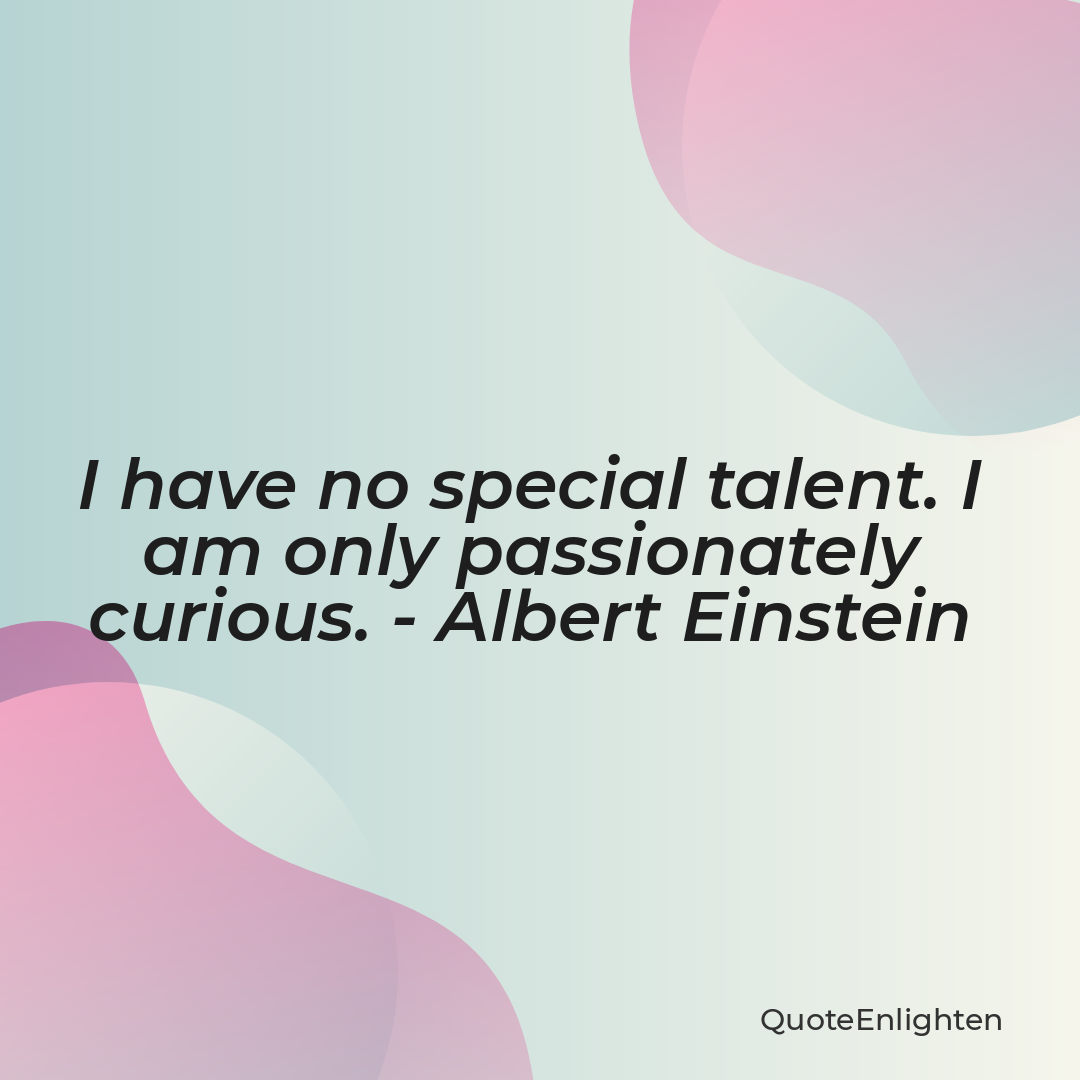 I have no special talent. I
am only passionately
curious. - Albert Einstein
QuoteEnlighten